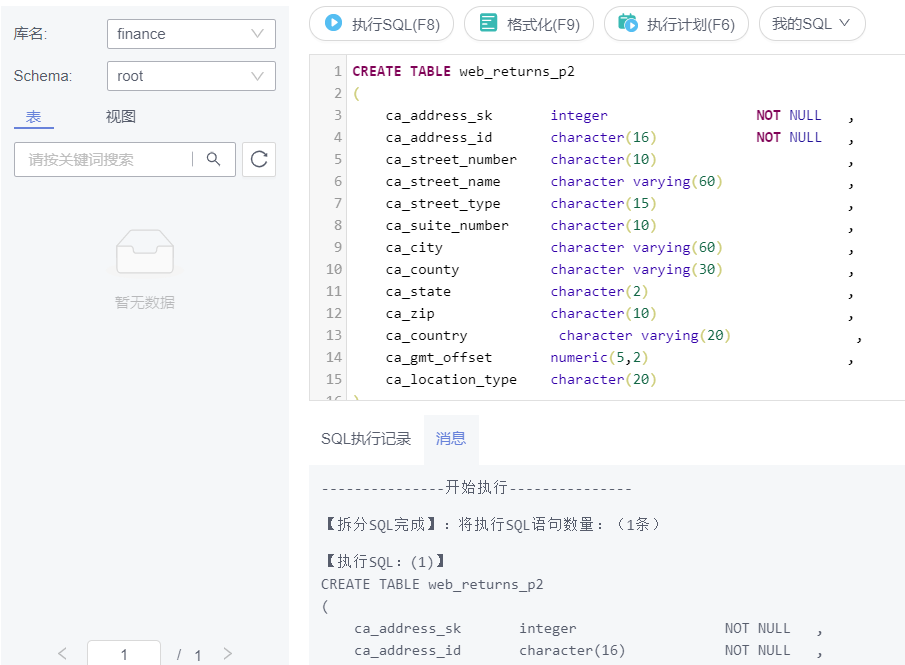 库名:
finance
Schema:
root
表 视图
请按关键词搜索
暂无数据
1 / 1
执行SQL(F8) 格式化(F9) 执行计划(F6) 我的SQL
1 CREATE TABLE web_returns_p2
2 (
3 ca_address_sk integer NOT NULL ,
4 ca_address_id character(16) NOT NULL ,
5 ca_street_number character(10) ,
6 ca_street_name character varying(60) ,
7 ca_street_type character(15) ,
8 ca_suite_number character(10) ,
9 ca_city character varying(60) ,
10 ca_county character varying(30) ,
11 ca_state character(2) ,
12 ca_zip character(10) ,
13 ca_country character varying(20) ,
14 ca_gmt_offset numeric(5,2) ,
15 ca_location_type character(20)
16 )
SQL执行记录 消息
---------------开始执行---------------
【拆分SQL完成】:将执行SQL语句数量:(1条)
【执行SQL:(1)】
CREATE TABLE web_returns_p2
(
ca_address_sk integer NOT NULL ,
ca_address_id character(16) NOT NULL ,